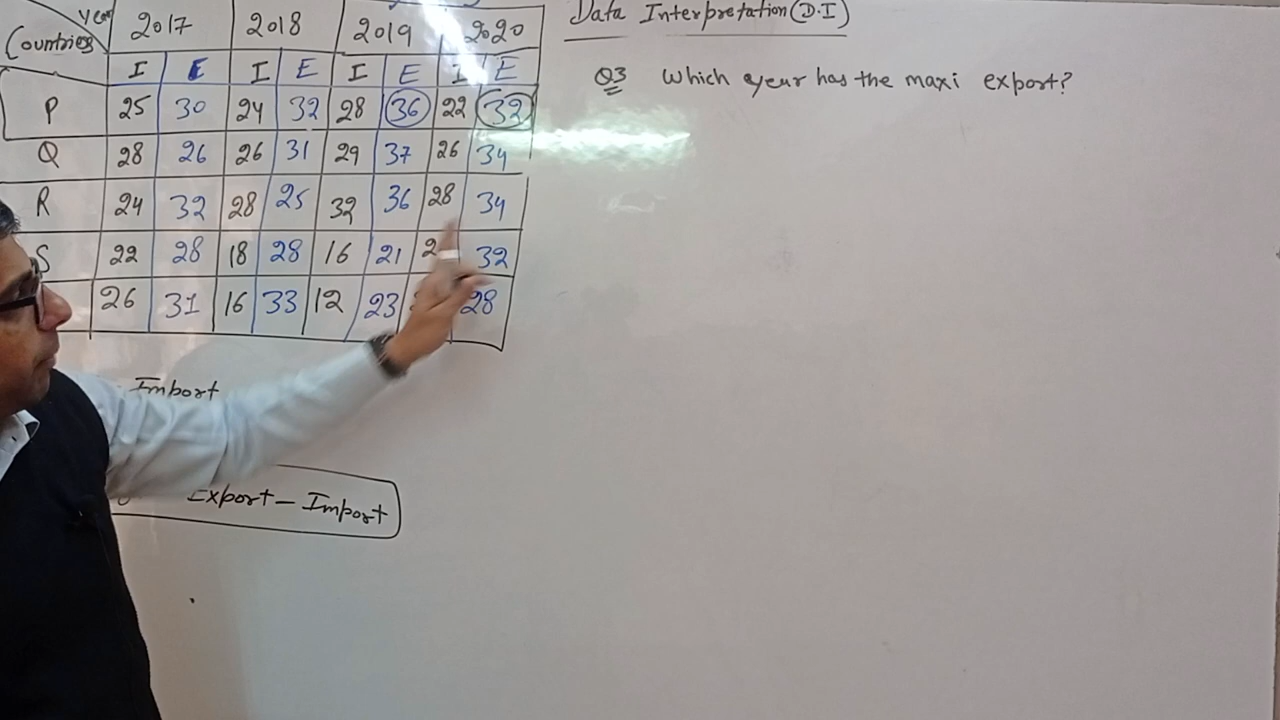 Year 2017 2018 2019 2020
Countries
I E I E I E I E
P 25 30 24 32 28 36 22 32
Q 28 26 26 31 29 37 26 34
R 24 32 28 25 32 36 28 34
S 22 28 18 28 16 21 2 32
26 31 16 33 12 23 28
Import
Export - Import
Data Interpretation (D.I)
Q3 Which year has the maxi export?